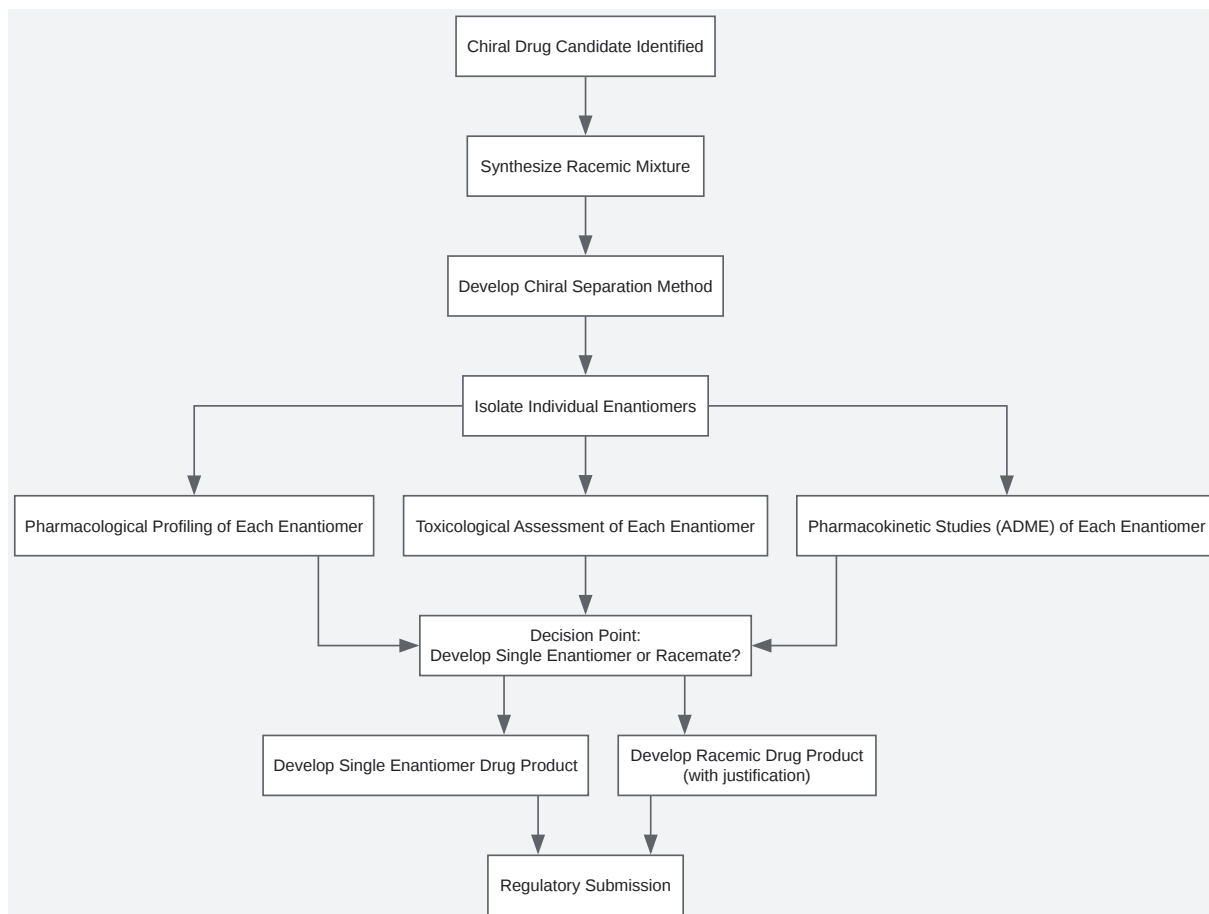 Chiral Drug Candidate Identified
Synthesize Racemic Mixture
Develop Chiral Separation Method
Isolate Individual Enantiomers
Pharmacological Profiling of Each Enantiomer
Toxicological Assessment of Each Enantiomer
Pharmacokinetic Studies (ADME) of Each Enantiomer
Decision Point:
Develop Single Enantiomer or Racemate?
Develop Single Enantiomer Drug Product
Develop Racemic Drug Product
(with justification)
Regulatory Submission